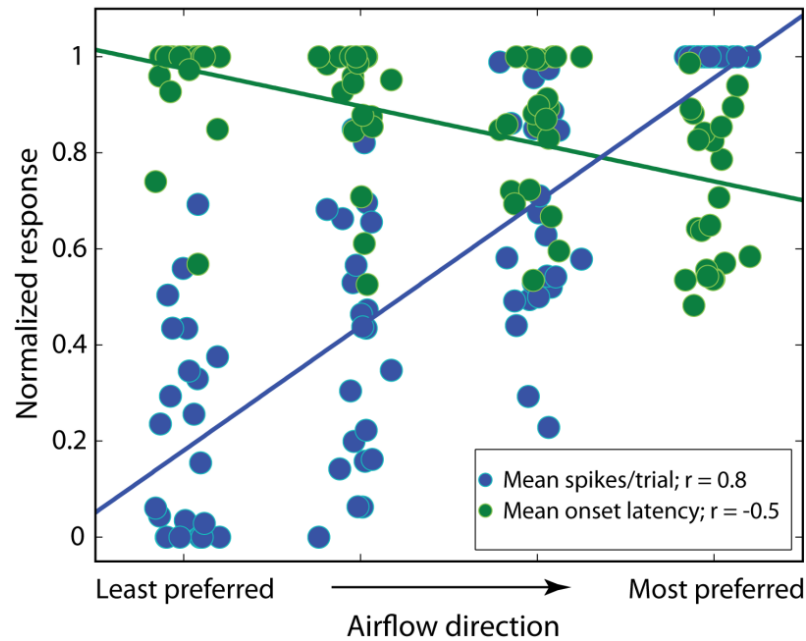 Normalized response
1
0.8
0.6
0.4
0.2
0
Mean spikes/trial; r = 0.8
Mean onset latency; r = -0.5
Least preferred
Most preferred
Airflow direction